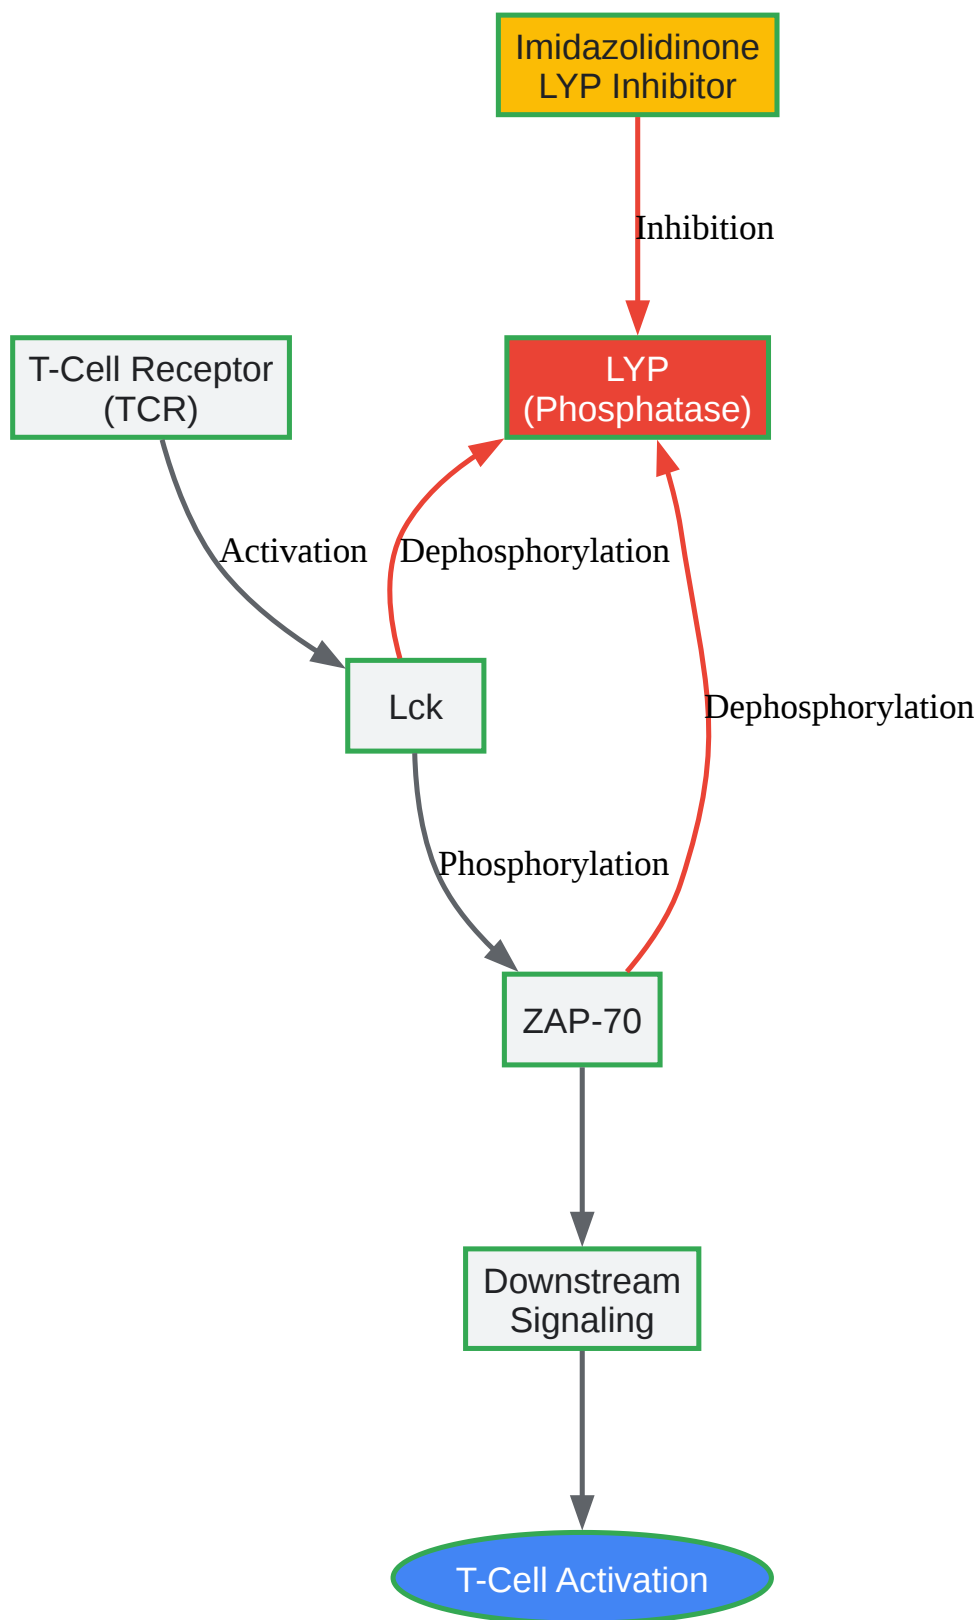 Imidazolidinone
LYP Inhibitor
Inhibition
T-Cell Receptor
(TCR)
LYP
(Phosphatase)
Activation
Dephosphorylation
Lck
Dephosphorylation
Phosphorylation
ZAP-70
Downstream
Signaling
T-Cell Activation